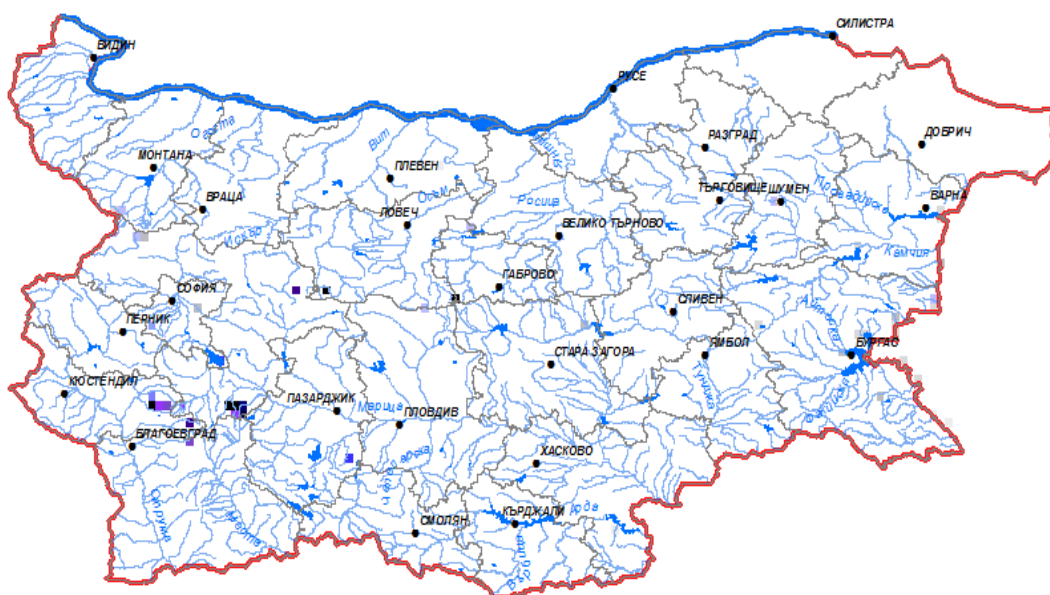 СИЛИСТРА
ВИДИН
РУСЕ
Огоста
Вит
РАЗГРАД
ДОБРИЧ
МОНТАНА
ПЛЕВЕН
ТЪРГОВИЩЕ
ШУМЕН
ВРАЦА
Росица
ВАРНА
ЛОВЕЧ
ВЕЛИКО ТЪРНОВО
Искър
Камчия
ГАБРОВО
СОФИЯ
СЛИВЕН
ПЕРНИК
ЯМБОЛ
БУРГАС
СТАРА ЗАГОРА
Тунджа
КЮСТЕНДИЛ
ПАЗАРДЖИК
Марица
ПЛОВДИВ
БЛАГОЕВГРАД
ХАСКОВО
Струма
Места
СМОЛЯН
КЪРДЖАЛИ
Арда
Върбица